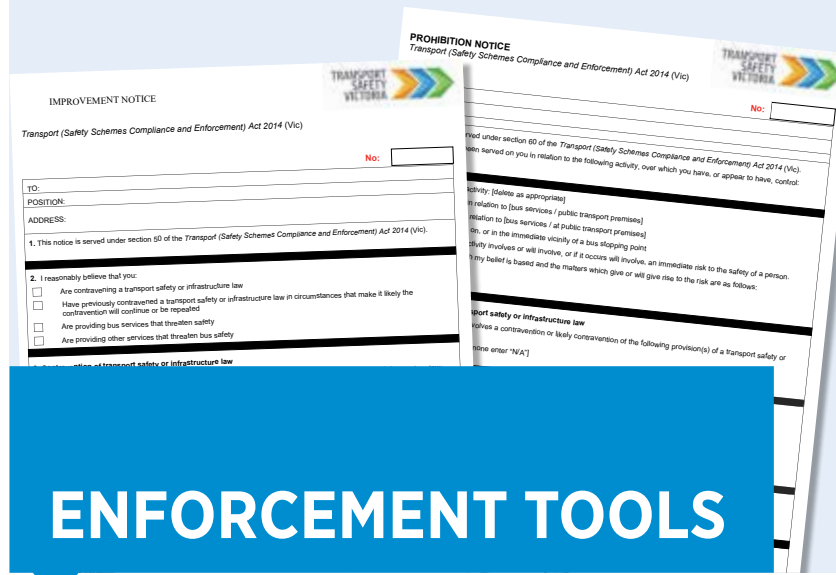 IMPROVEMENT NOTICE
TRANSPORT
SAFETY
VICTORIA
Transport (Safety Schemes Compliance and Enforcement) Act 2014 (Vic)
No:
TO:
POSITION:
ADDRESS:
1. This notice is served under section 50 of the Transport (Safety Schemes Compliance and Enforcement) Act 2014 (Vic).
2. I reasonably believe that you:
Are contravening a transport safety or infrastructure law
Have previously contravened a transport safety or infrastructure law in circumstances that make it likely the
contravention will continue or be repeated
Are providing bus services that threaten safety
Are providing other services that threaten bus safety
of transport safety or infrastructure law
PROHIBITION NOTICE
Transport (Safety Schemes Compliance and Enforcement) Act 2014 (Vic)
TRANSPORT
SAFETY
VICTORIA
No:
rved under section 60 of the Transport (Safety Schemes Compliance and Enforcement) Act 2014 (Vic).
een served on you in relation to the following activity, over which you have, or appear to have, control:
activity: [delete as appropriate]
in relation to [bus services / public transport premises]
relation to [bus services / at public transport premises]
on, or in the immediate vicinity of a bus stopping point
ctivity involves or will involve, or if it occurs will involve, an immediate risk to the safety of a person.
h my belief is based and the matters which give or will give rise to the risk are as follows:
sport safety or infrastructure law
volves a contravention or likely contravention of the following provision(s) of a transport safety or
none enter "N/A"]
ENFORCEMENT TOOLS